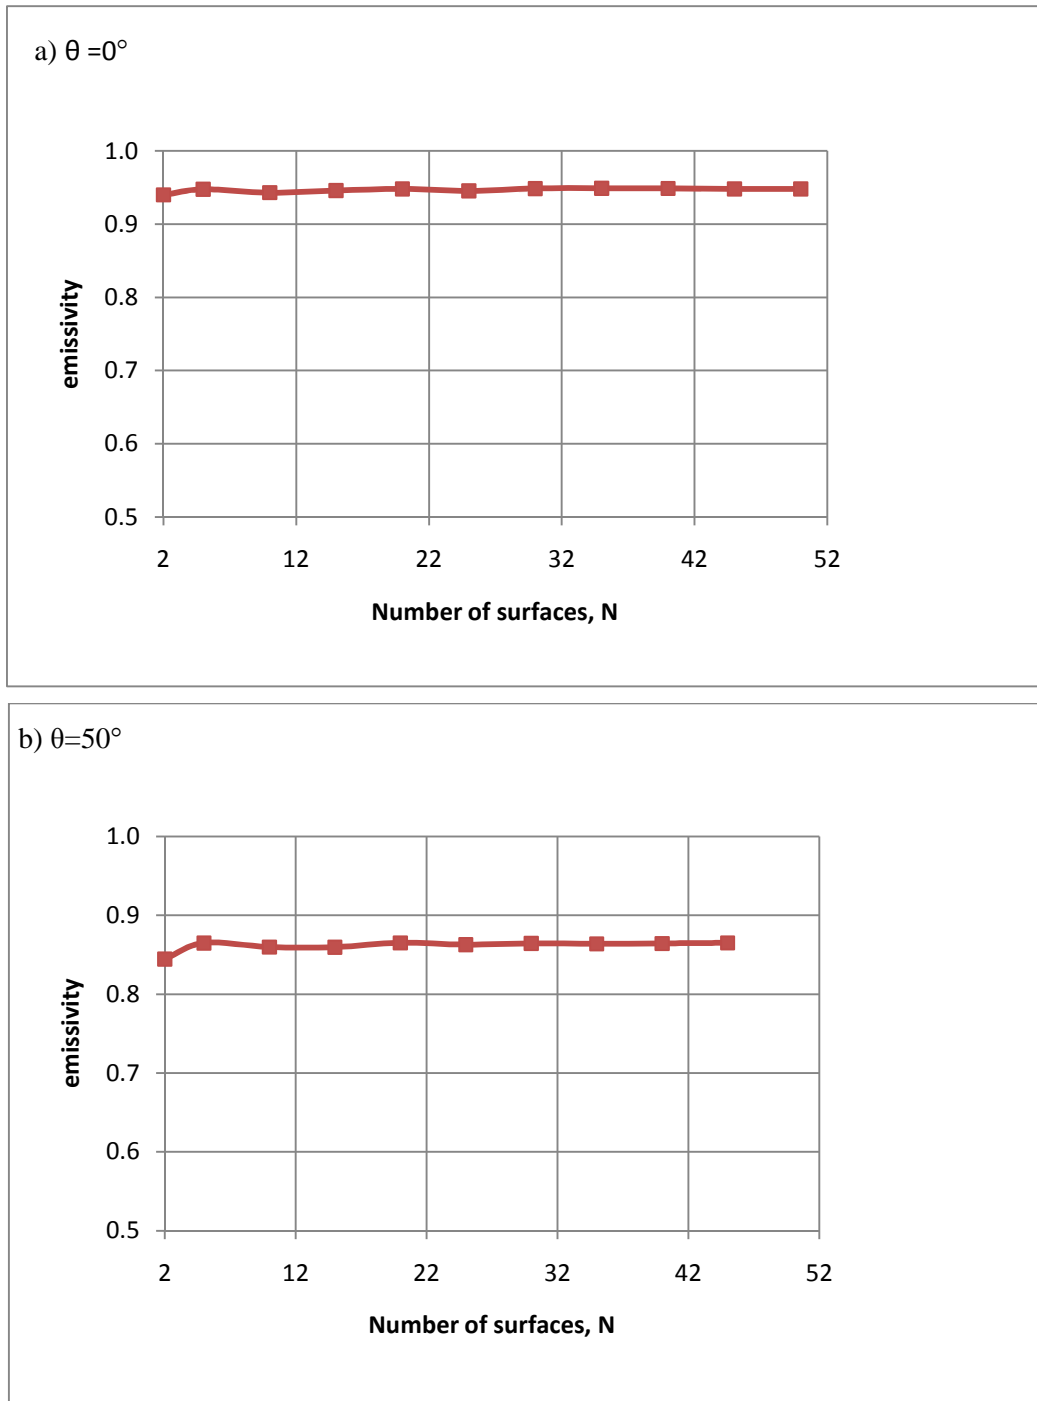 a) θ =0°
1.0
0.9
0.8
0.7
0.6
0.5
emissivity
2 12 22 32 42 52
Number of surfaces, N
b) θ=50°
1.0
0.9
0.8
0.7
0.6
0.5
emissivity
2 12 22 32 42 52
Number of surfaces, N